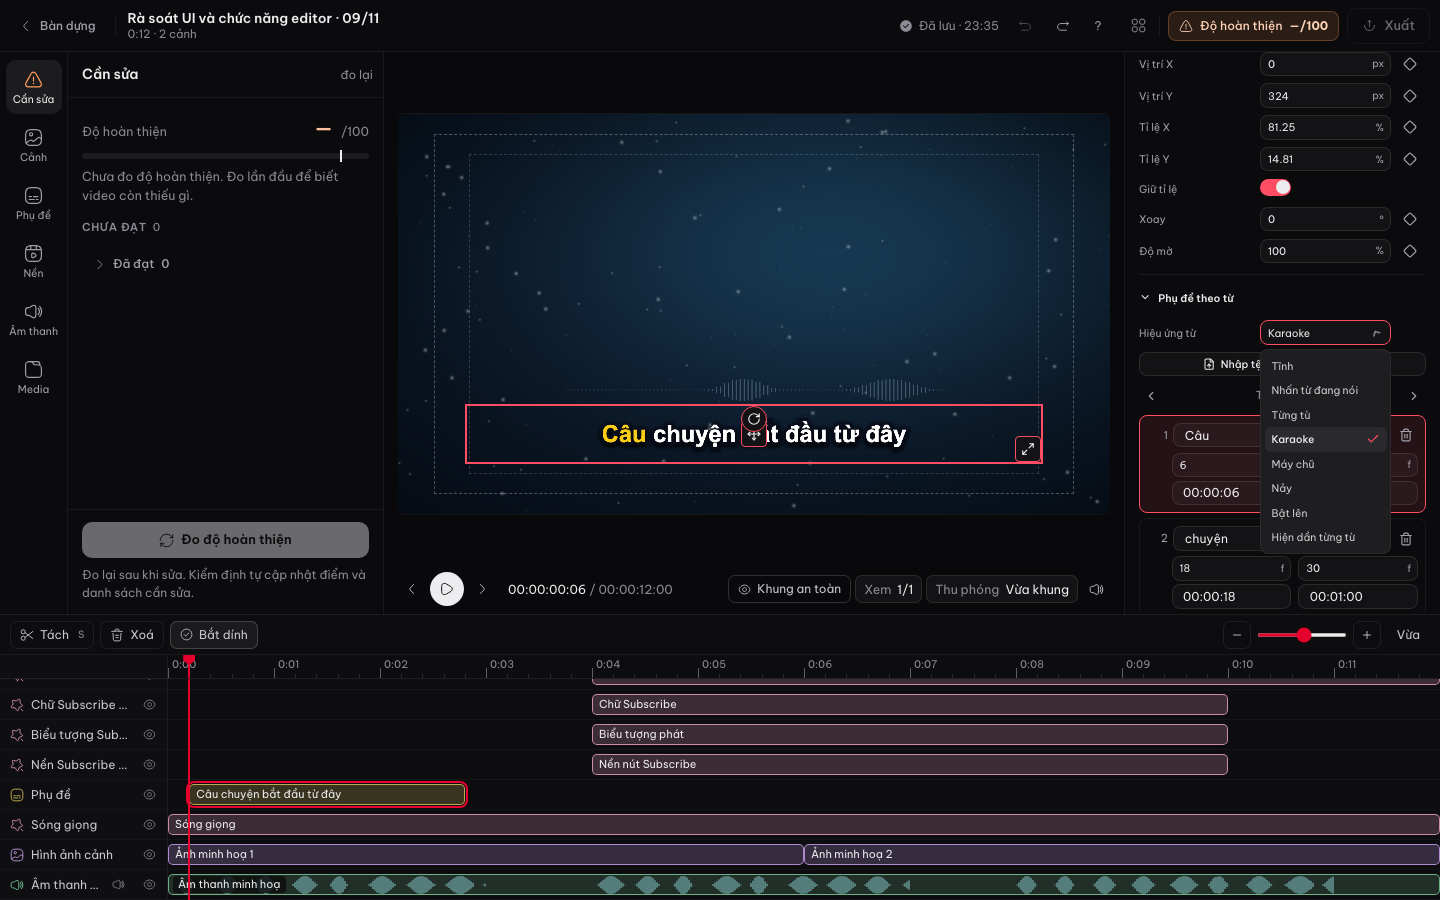 Bàn dựng
Rà soát UI và chức năng editor · 09/11
0:12 · 2 cảnh
Đã lưu · 23:35
?
Độ hoàn thiện –/100
Xuất
Cần sửa
Cảnh
Phụ đề
Nền
Âm thanh
Media
Cần sửa
đo lại
Độ hoàn thiện
– /100
Chưa đo độ hoàn thiện. Đo lần đầu để biết
video còn thiếu gì.
CHƯA ĐẠT 0
Đã đạt 0
Đo độ hoàn thiện
Đo lại sau khi sửa. Kiểm định tự cập nhật điểm và
danh sách cần sửa.
Câu chuyện bắt đầu từ đây
00:00:00:06 / 00:00:12:00
Khung an toàn
Xem 1/1
Thu phóng Vừa khung
Vị trí X 0 px
Vị trí Y 324 px
Tỉ lệ X 81.25 %
Tỉ lệ Y 14.81 %
Giữ tỉ lệ
Xoay 0 °
Độ mờ 100 %
Phụ đề theo từ
Hiệu ứng từ Karaoke
Nhập tệ
Tĩnh
Nhấn từ đang nói
Từng từ
Karaoke
Máy chữ
Nảy
Bật lên
Hiện dần từng từ
1 Câu
6 f
00:00:06
2 chuyện
18 f 30 f
00:00:18 00:01:00
Tách S
Xoá
Bắt dính
Vừa
0:00 0:01 0:02 0:03 0:04 0:05 0:06 0:07 0:08 0:09 0:10 0:11
Chữ Subscribe ... Chữ Subscribe
Biểu tượng Sub... Biểu tượng phát
Nền Subscribe ... Nền nút Subscribe
Phụ đề Câu chuyện bắt đầu từ đây
Sóng giọng Sóng giọng
Hình ảnh cảnh Ảnh minh hoạ 1 Ảnh minh hoạ 2
Âm thanh ... Âm thanh minh hoạ